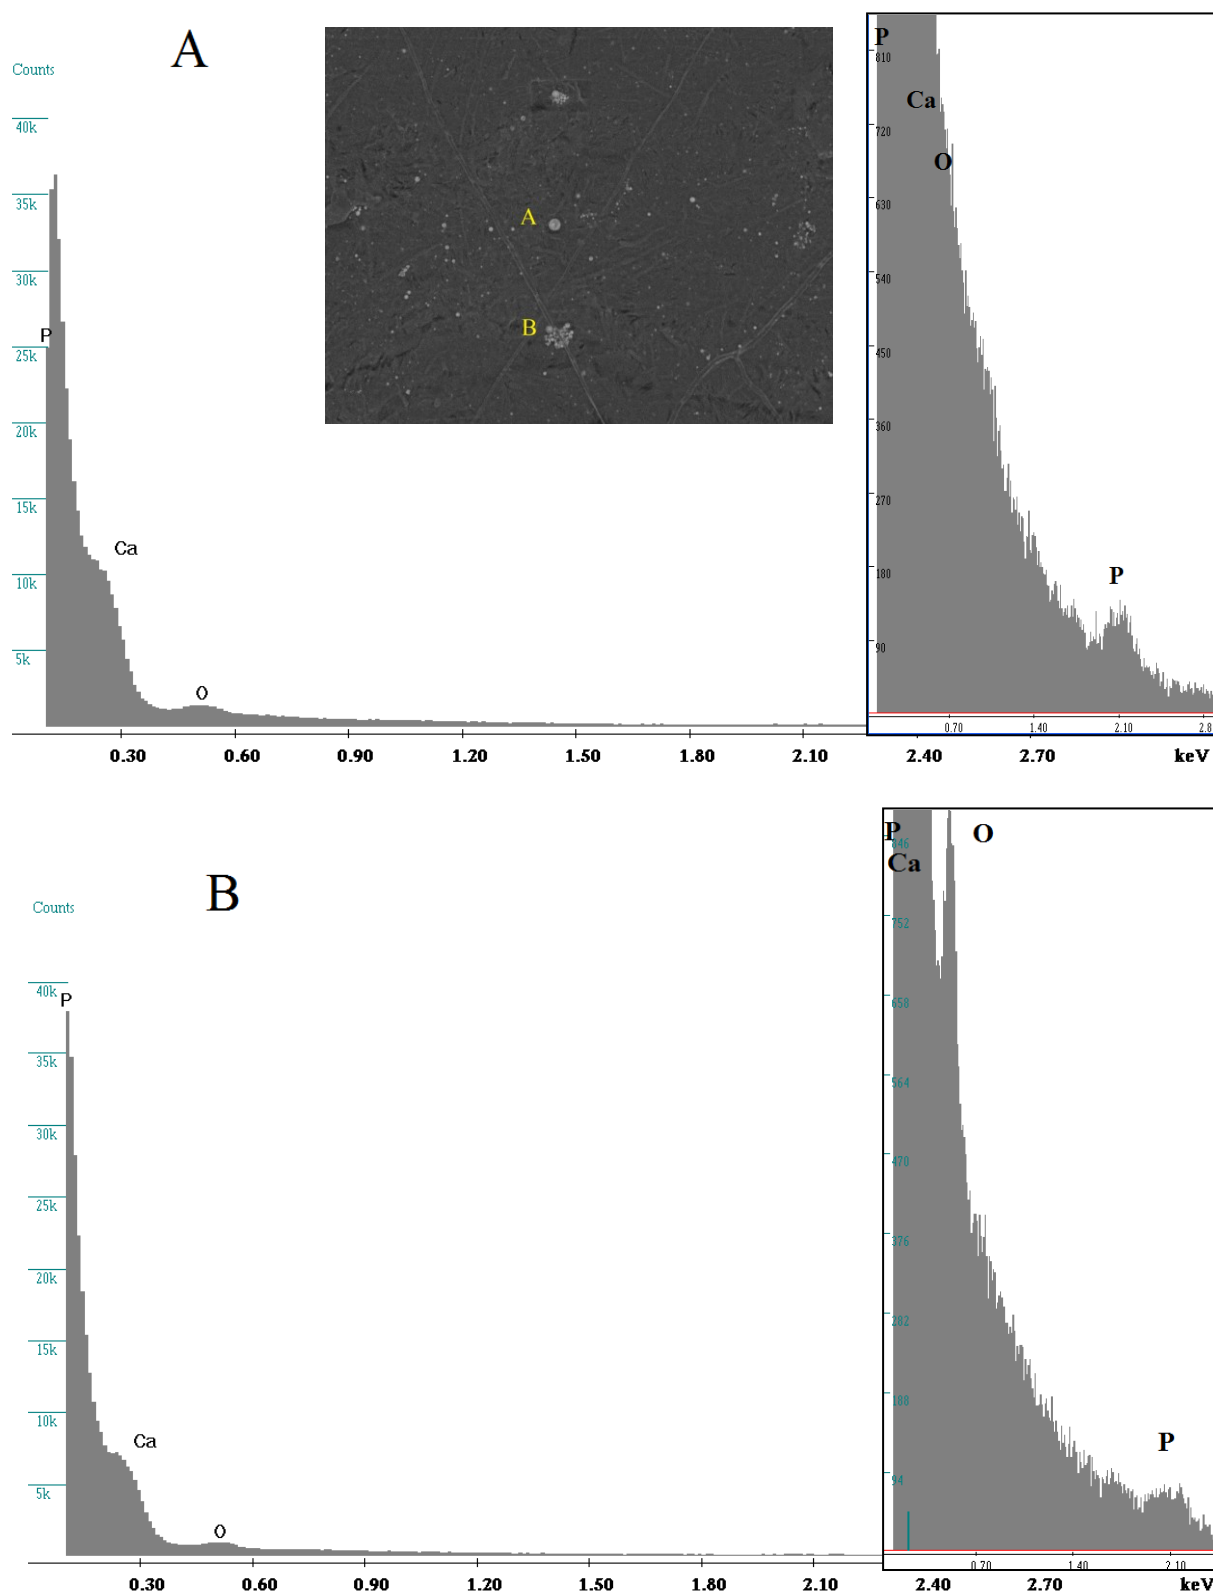 A
Counts
40k
35k
30k
25k
20k
15k
10k
5k
P
Ca
O
0.30 0.60 0.90 1.20 1.50 1.80 2.10 2.40 2.70 keV
A
B
P
810
Ca
720
O
630
540
450
360
270
180
P
90
0.70 1.40 2.10 2.8
B
Counts
40k
P
35k
30k
25k
20k
15k
10k
Ca
5k
O
0.30 0.60 0.90 1.20 1.50 1.80 2.10 2.40 2.70 keV
P
O
846
Ca
752
658
564
470
376
282
188
P
94
0.70 1.40 2.10